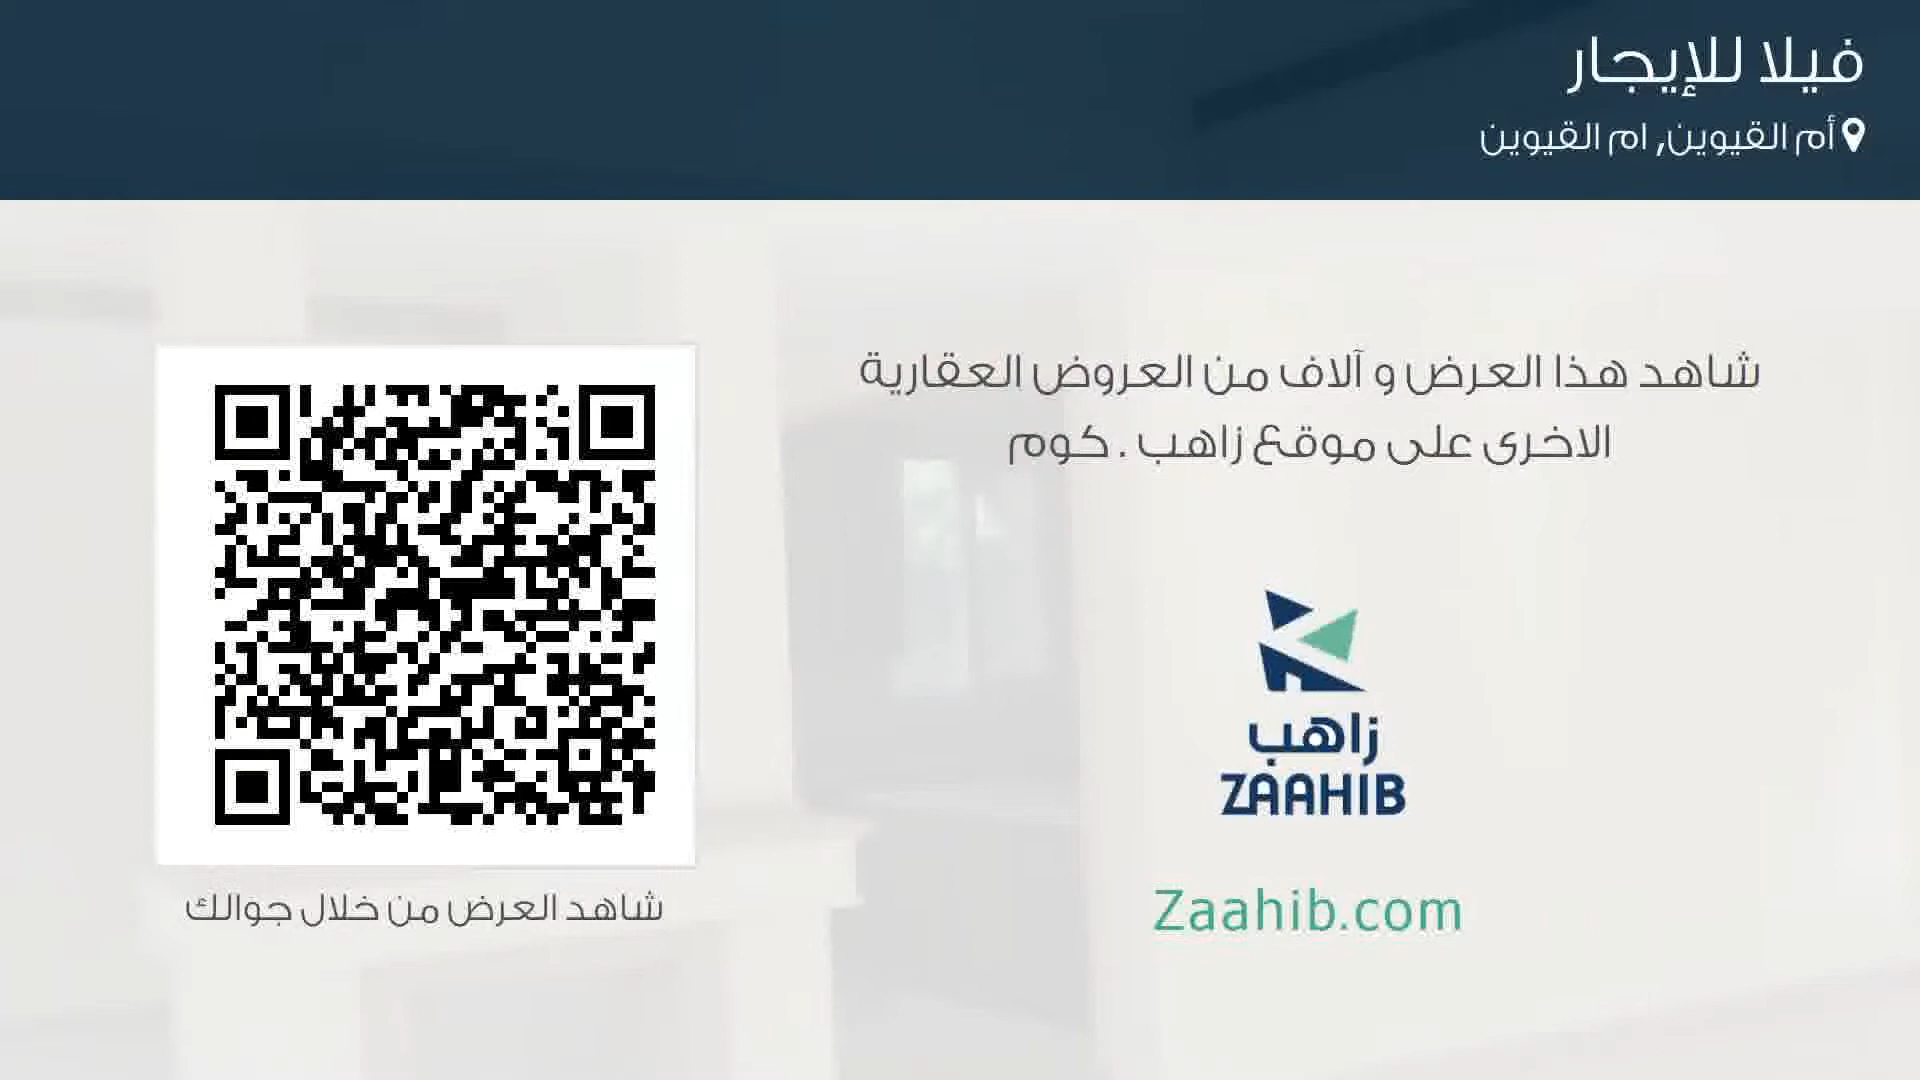 فيلا للإيجار
أم القيوين, ام القيوين
شاهد هذا العرض و آلاف من العروض العقارية
الاخرى على موقع زاهب . كوم
زاهب
ZAAHIB
Zaahib.com
شاهد العرض من خلال جوالك